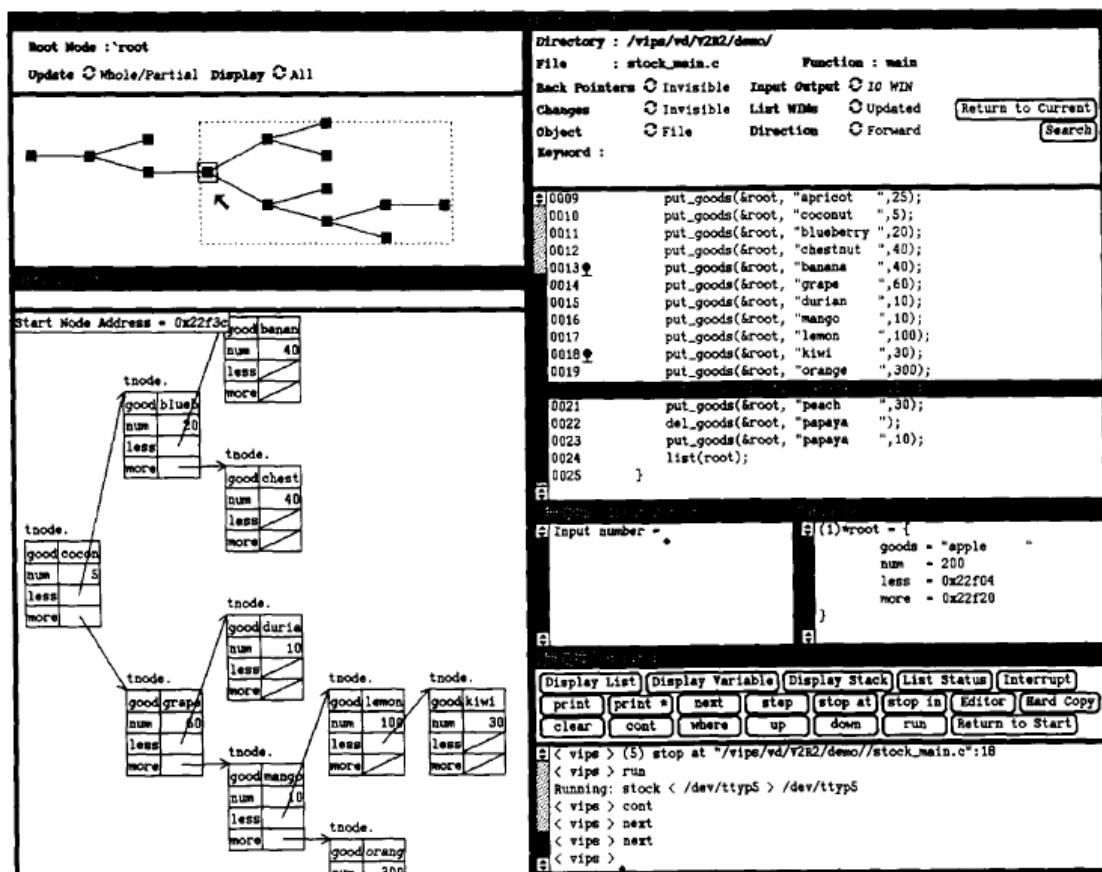 Root Node :`root
Update Whole/Partial Display All
Start Node Address = 0x22f3c
good banan
num 40
less
more
tnode.
good blueb
num 20
less
more
tnode.
good chest
num 40
less
more
tnode.
good cocon
num 5
less
more
tnode.
good duria
num 10
less
more
tnode.
good grape
num 60
less
more
tnode.
good lemon
num 100
less
more
tnode.
good kiwi
num 30
less
more
good mango
num 10
less
more
tnode.
good orang
num 300
Directory : /vips/vd/V2R2/demo/
File : stock_main.c Function : main
Back Pointers Invisible Input Output IO WIN
Changes Invisible List WINs Updated Return to Current
Object File Direction Forward Search
Keyword :
0009 put_goods(&root, "apricot ",25);
0010 put_goods(&root, "coconut ",5);
0011 put_goods(&root, "blueberry ",20);
0012 put_goods(&root, "chestnut ",40);
0013 put_goods(&root, "banana ",40);
0014 put_goods(&root, "grape ",60);
0015 put_goods(&root, "durian ",10);
0016 put_goods(&root, "mango ",10);
0017 put_goods(&root, "lemon ",100);
0018 put_goods(&root, "kiwi ",30);
0019 put_goods(&root, "orange ",300);
0021 put_goods(&root, "peach ",30);
0022 del_goods(&root, "papaya ");
0023 put_goods(&root, "papaya ",10);
0024 list(root);
0025 }
Input number =
(1)*root = {
goods = "apple "
num = 200
less = 0x22f04
more = 0x22f20
}
Display List Display Variable Display Stack List Status Interrupt
print print * next step stop at stop in Editor Hard Copy
clear cont where up down run Return to Start
< vips > (5) stop at "/vips/vd/V2R2/demo//stock_main.c":18
< vips > run
Running: stock < /dev/ttyp5 > /dev/ttyp5
< vips > cont
< vips > next
< vips > next
< vips >